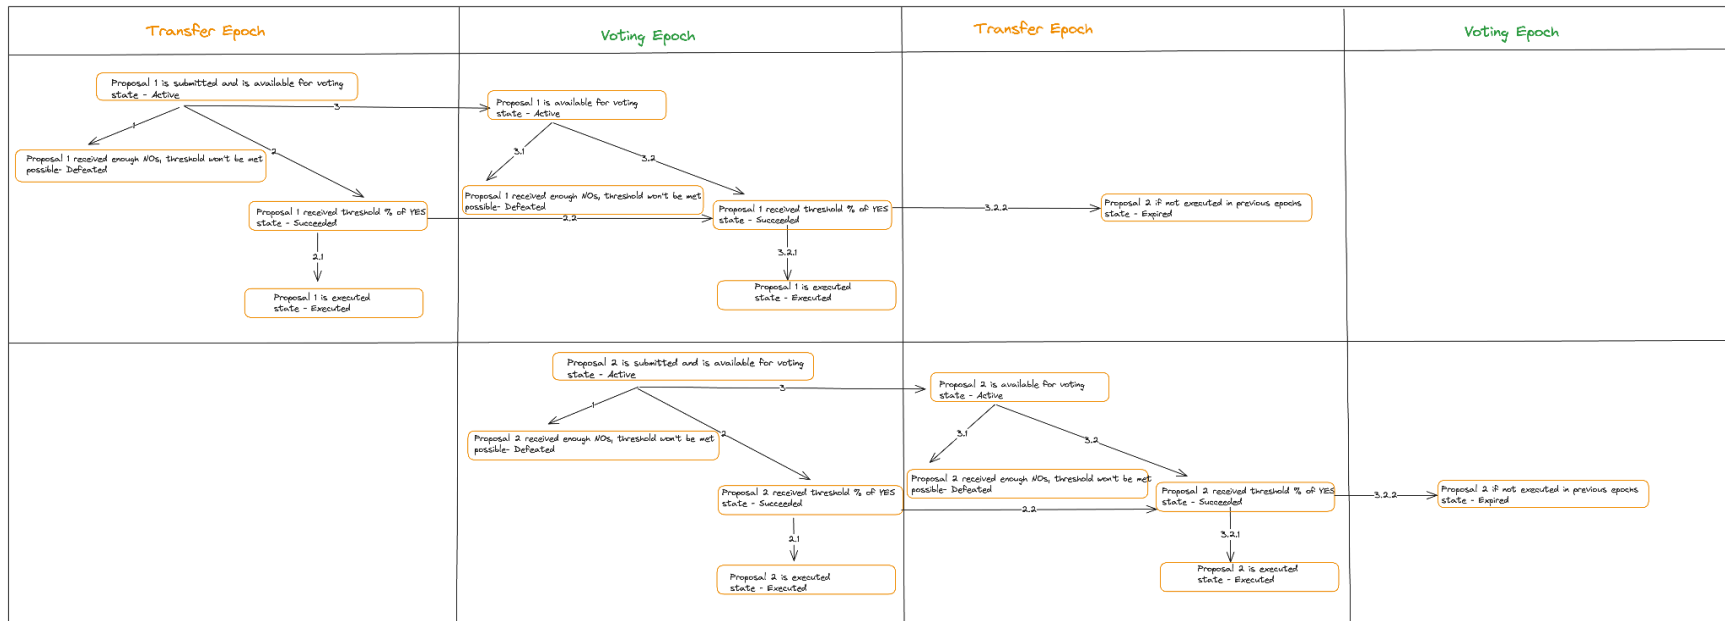 Transfer Epoch
Voting Epoch
Transfer Epoch
Voting Epoch
Proposal 1 is submitted and is available for voting
state - Active
3
Proposal 1 is available for voting
state - Active
1
2
Proposal 1 received enough NOs, threshold won't be met
possible- Defeated
3.1
3.2
Proposal 1 received enough NOs, threshold won't be met
possible- Defeated
Proposal 1 received threshold % of YES
state - Succeeded
2.2
Proposal 1 received threshold % of YES
state - Succeeded
3.2.2
Proposal 2 if not executed in previous epochs
state - Expired
2.1
3.2.1
Proposal 1 is executed
state - Executed
Proposal 1 is executed
state - Executed
Proposal 2 is submitted and is available for voting
state - Active
3
Proposal 2 is available for voting
state - Active
1
2
Proposal 2 received enough NOs, threshold won't be met
possible- Defeated
3.1
3.2
Proposal 2 received enough NOs, threshold won't be met
possible- Defeated
Proposal 2 received threshold % of YES
state - Succeeded
2.2
Proposal 2 received threshold % of YES
state - Succeeded
3.2.2
Proposal 2 if not executed in previous epochs
state - Expired
2.1
3.2.1
Proposal 2 is executed
state - Executed
Proposal 2 is executed
state - Executed